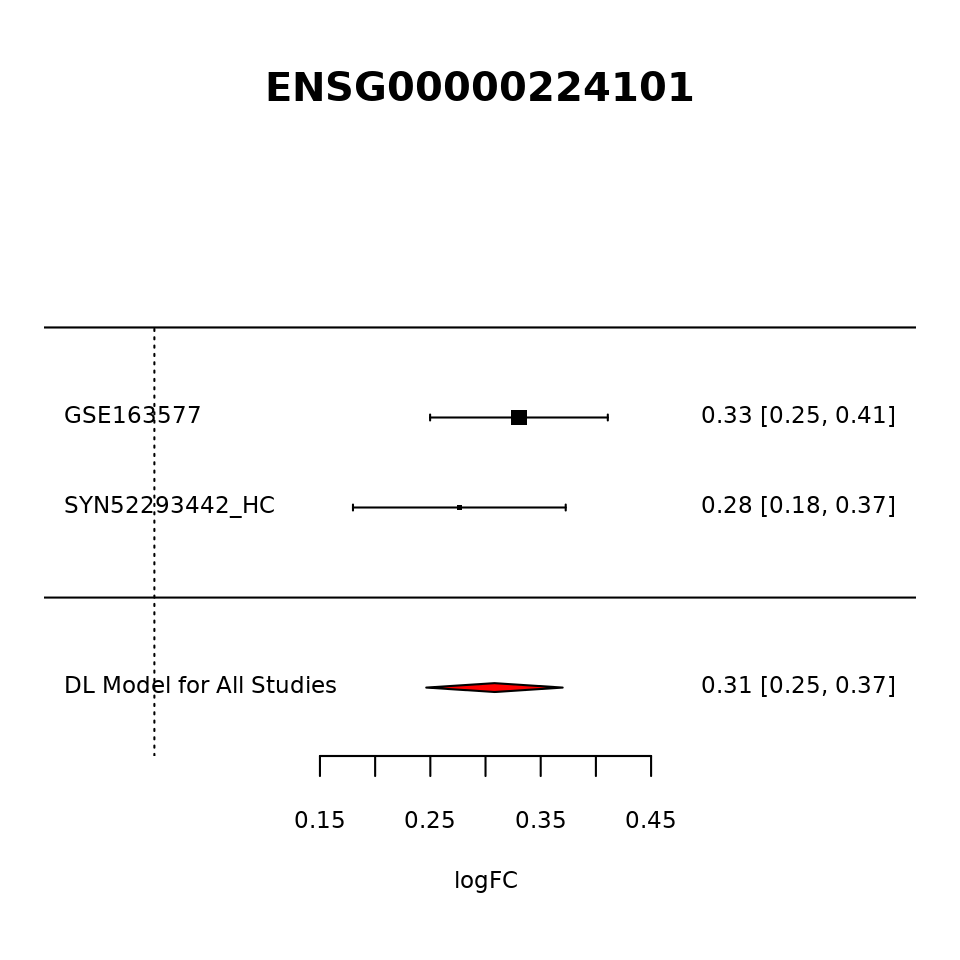 ENSG00000224101
GSE163577 0.33 [0.25, 0.41]
SYN52293442_HC 0.28 [0.18, 0.37]
DL Model for All Studies 0.31 [0.25, 0.37]
0.15 0.25 0.35 0.45
logFC